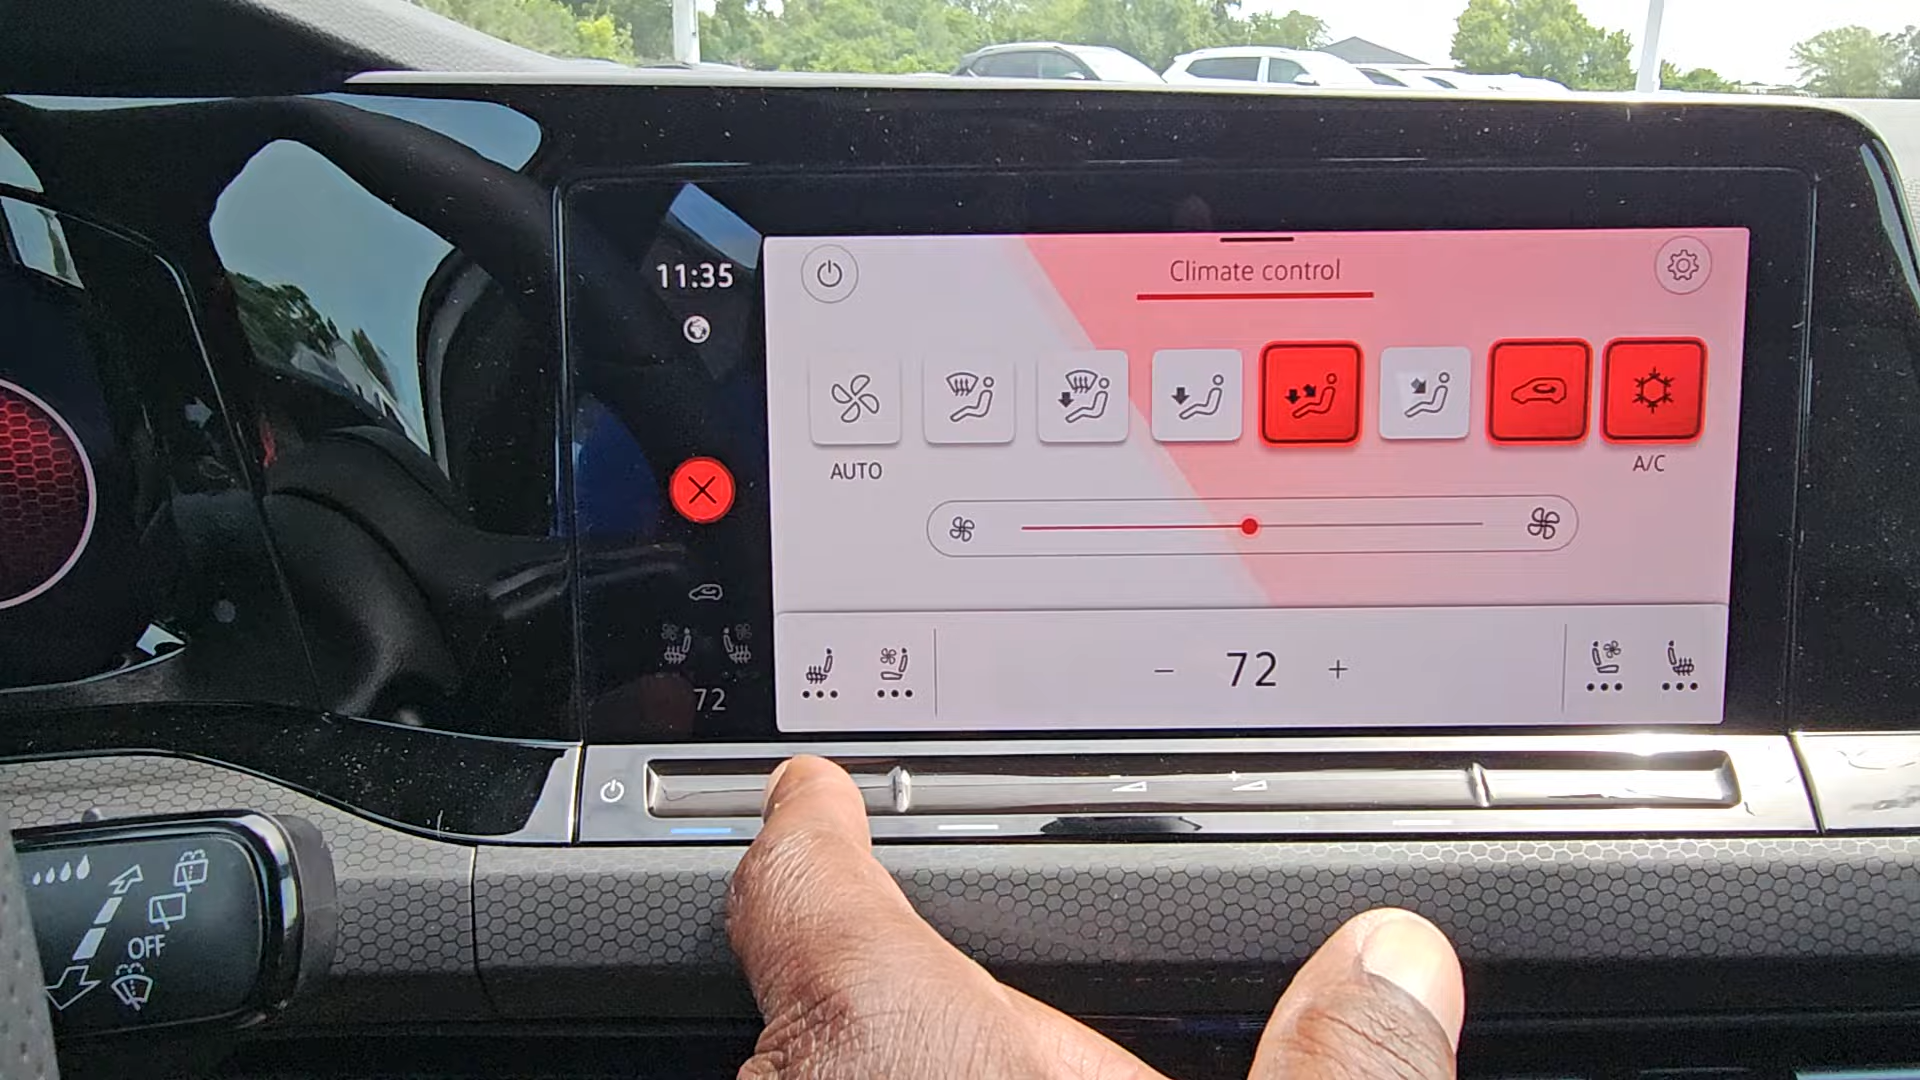 11:35
Climate control
AUTO
A/C
72
- 72 +
OFF